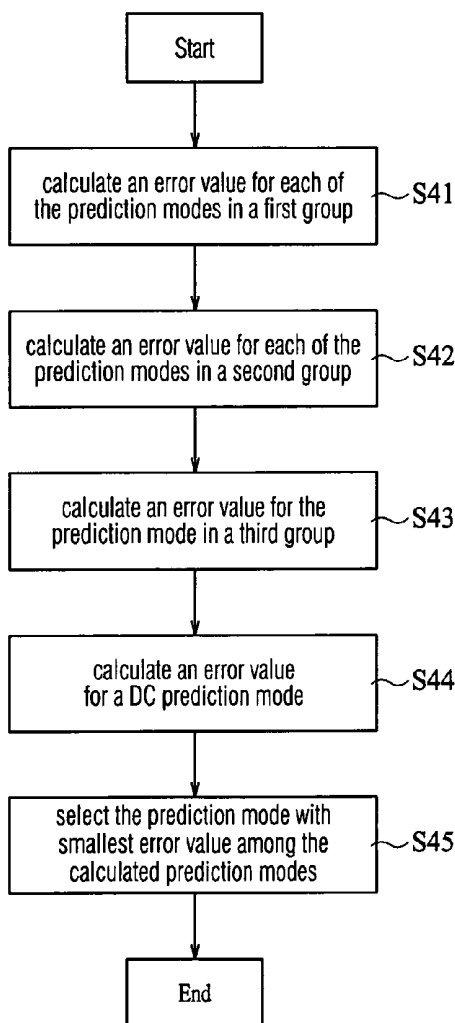 Start
calculate an error value for each of
the prediction modes in a first group
S41
calculate an error value for each of the
prediction modes in a second group
S42
calculate an error value for the
prediction mode in a third group
S43
calculate an error value
for a DC prediction mode
S44
select the prediction mode with
smallest error value among the
calculated prediction modes
S45
End